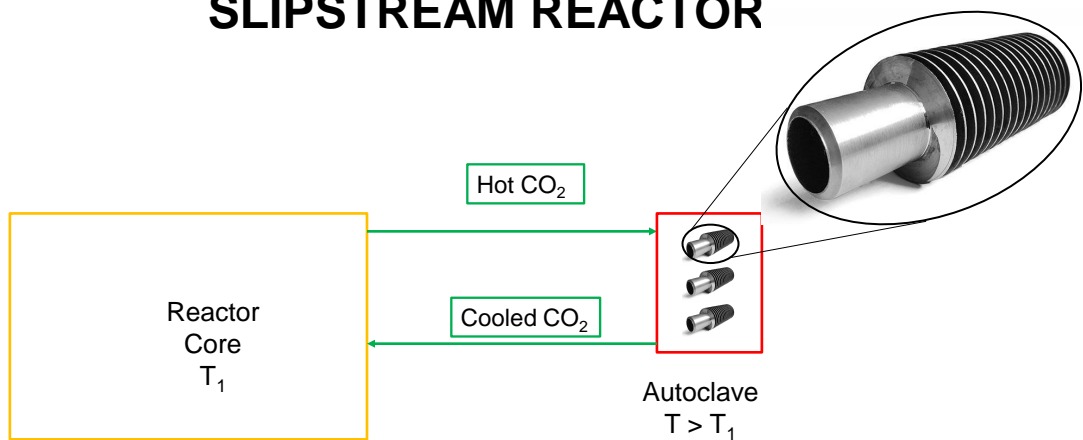 SLIPSTREAM REACTOR
Hot CO₂
Cooled CO₂
Reactor
Core
T₁
Autoclave
T > T₁